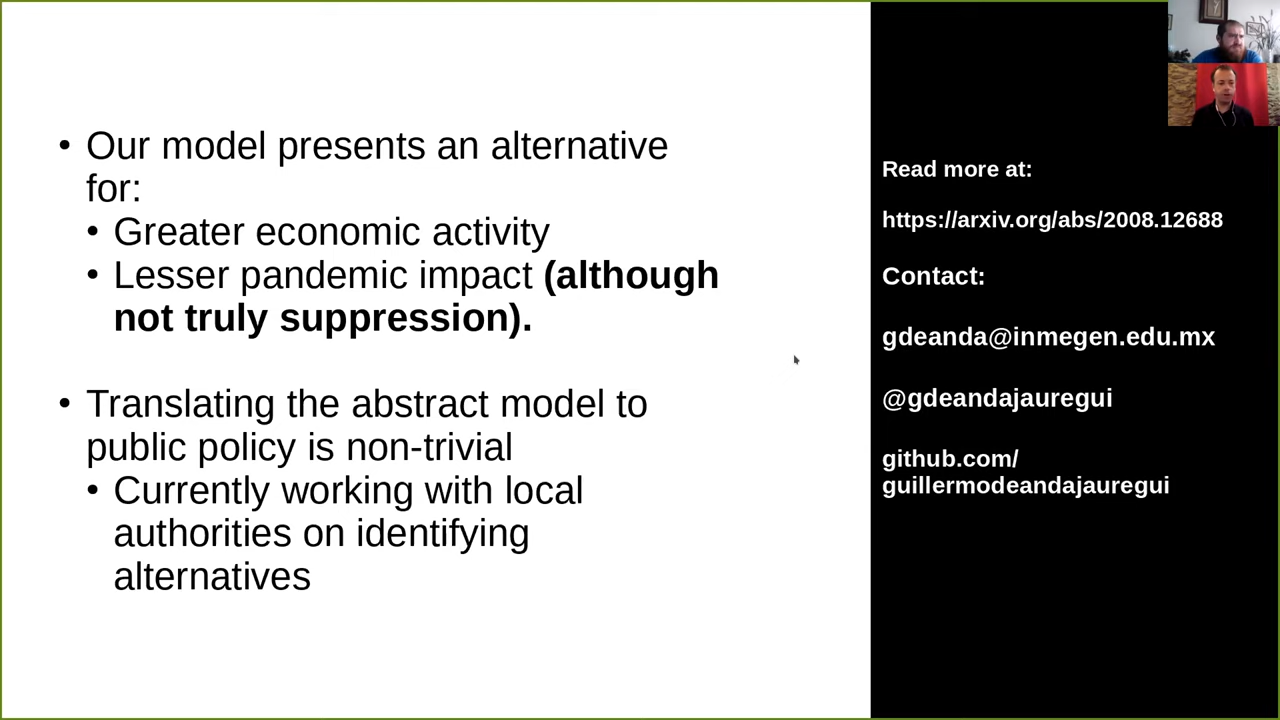 • Our model presents an alternative
for:
• Greater economic activity
• Lesser pandemic impact (although
not truly suppression).
• Translating the abstract model to
public policy is non-trivial
• Currently working with local
authorities on identifying
alternatives
Read more at:
https://arxiv.org/abs/2008.12688
Contact:
gdeanda@inmegen.edu.mx
@gdeandajauregui
github.com/
guillermodeandajauregui